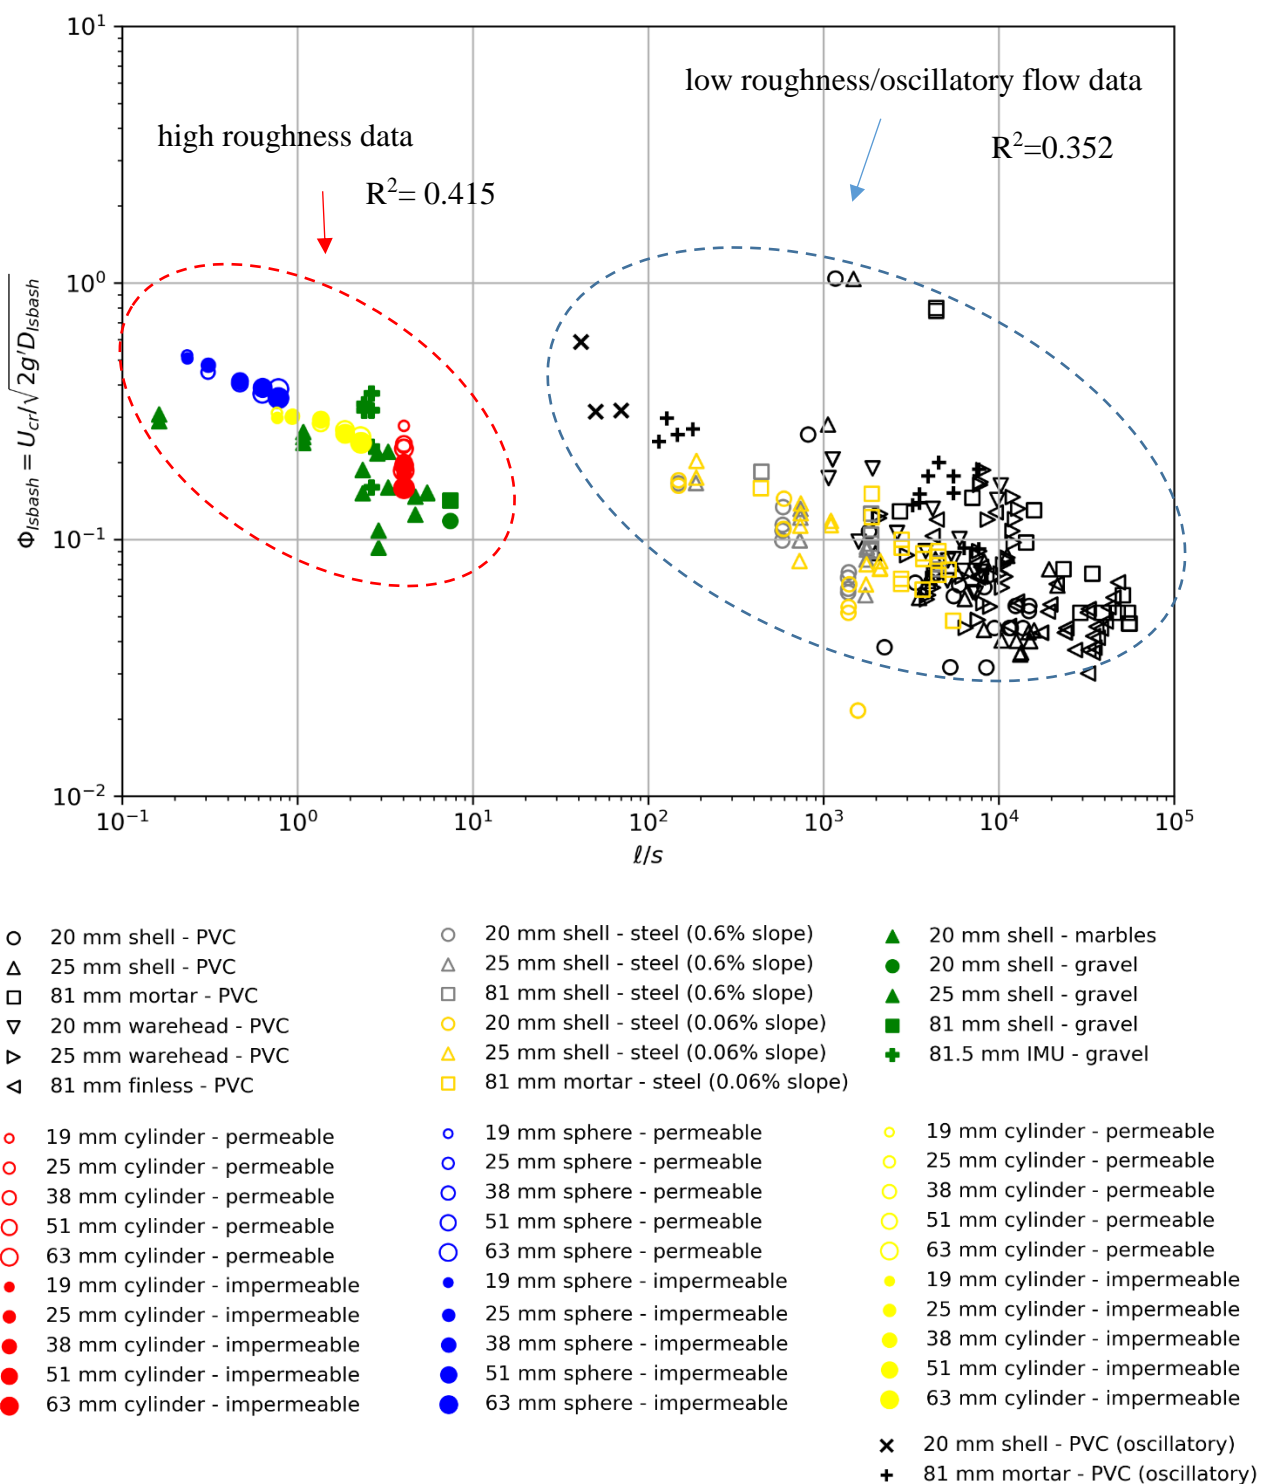 10¹
low roughness/oscillatory flow data
high roughness data
R²=0.352
R²= 0.415
10⁰
Φ_Isbash = U_cr/√2g′D_Isbash
10⁻¹
10⁻²
10⁻¹ 10⁰ 10¹ 10² 10³ 10⁴ 10⁵
ℓ/s
20 mm shell - PVC
25 mm shell - PVC
81 mm mortar - PVC
20 mm warehead - PVC
25 mm warehead - PVC
81 mm finless - PVC
20 mm shell - steel (0.6% slope)
25 mm shell - steel (0.6% slope)
81 mm shell - steel (0.6% slope)
20 mm shell - steel (0.06% slope)
25 mm shell - steel (0.06% slope)
81 mm mortar - steel (0.06% slope)
20 mm shell - marbles
20 mm shell - gravel
25 mm shell - gravel
81 mm shell - gravel
81.5 mm IMU - gravel
19 mm cylinder - permeable
25 mm cylinder - permeable
38 mm cylinder - permeable
51 mm cylinder - permeable
63 mm cylinder - permeable
19 mm cylinder - impermeable
25 mm cylinder - impermeable
38 mm cylinder - impermeable
51 mm cylinder - impermeable
63 mm cylinder - impermeable
19 mm sphere - permeable
25 mm sphere - permeable
38 mm sphere - permeable
51 mm sphere - permeable
63 mm sphere - permeable
19 mm sphere - impermeable
25 mm sphere - impermeable
38 mm sphere - impermeable
51 mm sphere - impermeable
63 mm sphere - impermeable
19 mm cylinder - permeable
25 mm cylinder - permeable
38 mm cylinder - permeable
51 mm cylinder - permeable
63 mm cylinder - permeable
19 mm cylinder - impermeable
25 mm cylinder - impermeable
38 mm cylinder - impermeable
51 mm cylinder - impermeable
63 mm cylinder - impermeable
20 mm shell - PVC (oscillatory)
81 mm mortar - PVC (oscillatory)